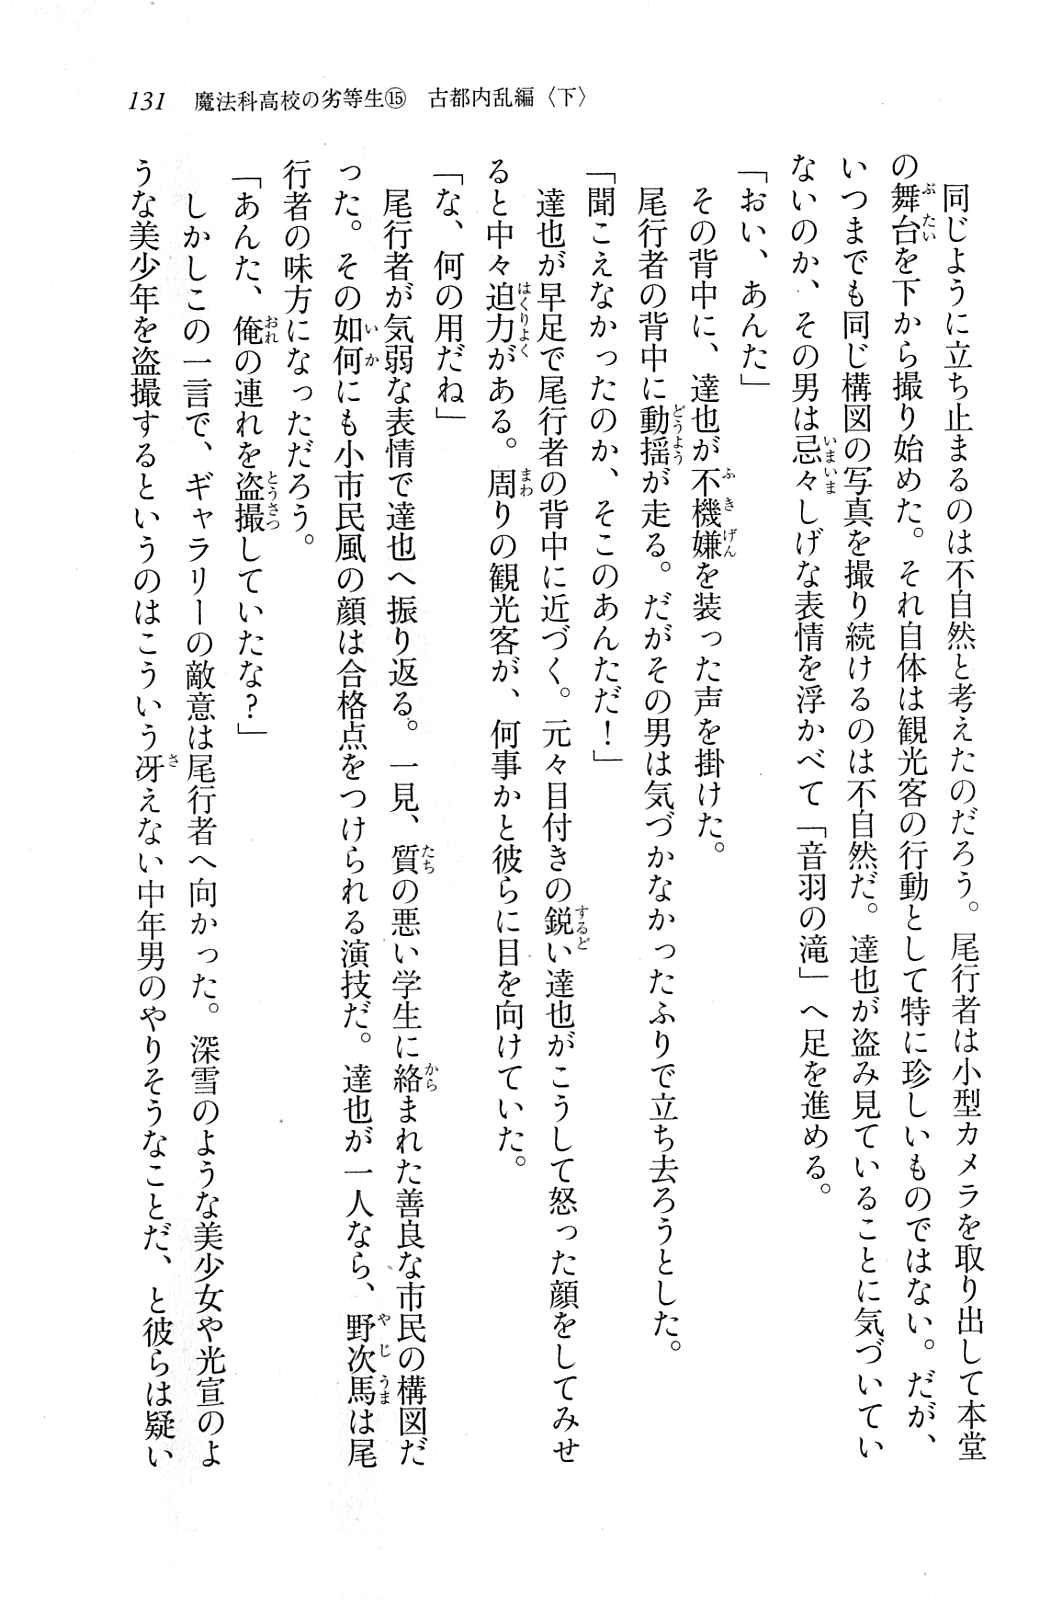 131　魔法科高校の劣等生⑮　古都内乱編〈下〉
　同じように立ち止まるのは不自然と考えたのだろう。尾行者は小型カメラを取り出して本堂
の舞台を下から撮り始めた。それ自体は観光客の行動として特に珍しいものではない。だが、
いつまでも同じ構図の写真を撮り続けるのは不自然だ。達也が盗み見ていることに気づいてい
ないのか、その男は忌々しげな表情を浮かべて「音羽の滝」へ足を進める。
「おい、あんた」
　その背中に、達也が不機嫌を装った声を掛けた。
　尾行者の背中に動揺が走る。だがその男は気づかなかったふりで立ち去ろうとした。
「聞こえなかったのか、そこのあんただ！」
　達也が早足で尾行者の背中に近づく。元々目付きの鋭い達也がこうして怒った顔をしてみせ
ると中々迫力がある。周りの観光客が、何事かと彼らに目を向けていた。
「な、何の用だね」
　尾行者が気弱な表情で達也へ振り返る。一見、質の悪い学生に絡まれた善良な市民の構図だ
った。その如何にも小市民風の顔は合格点をつけられる演技だ。達也が一人なら、野次馬は尾
行者の味方になっただろう。
「あんた、俺の連れを盗撮していたな？」
　しかしこの一言で、ギャラリーの敵意は尾行者へ向かった。深雪のような美少女や光宣のよ
うな美少年を盗撮するというのはこういう冴えない中年男のやりそうなことだ、と彼らは疑い